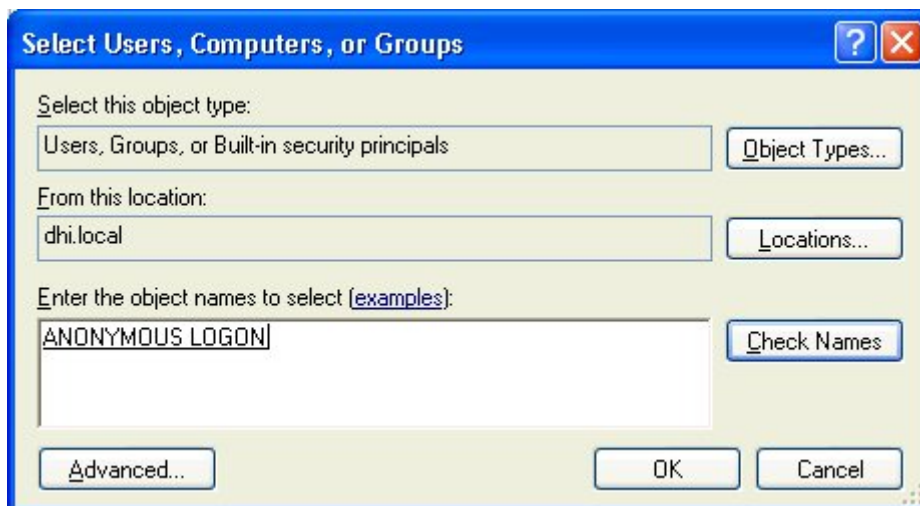 Select Users, Computers, or Groups
Select this object type:
Users, Groups, or Built-in security principals
Object Types...
From this location:
dhi.local
Locations...
Enter the object names to select (examples):
ANONYMOUS LOGON
Check Names
Advanced...
OK
Cancel